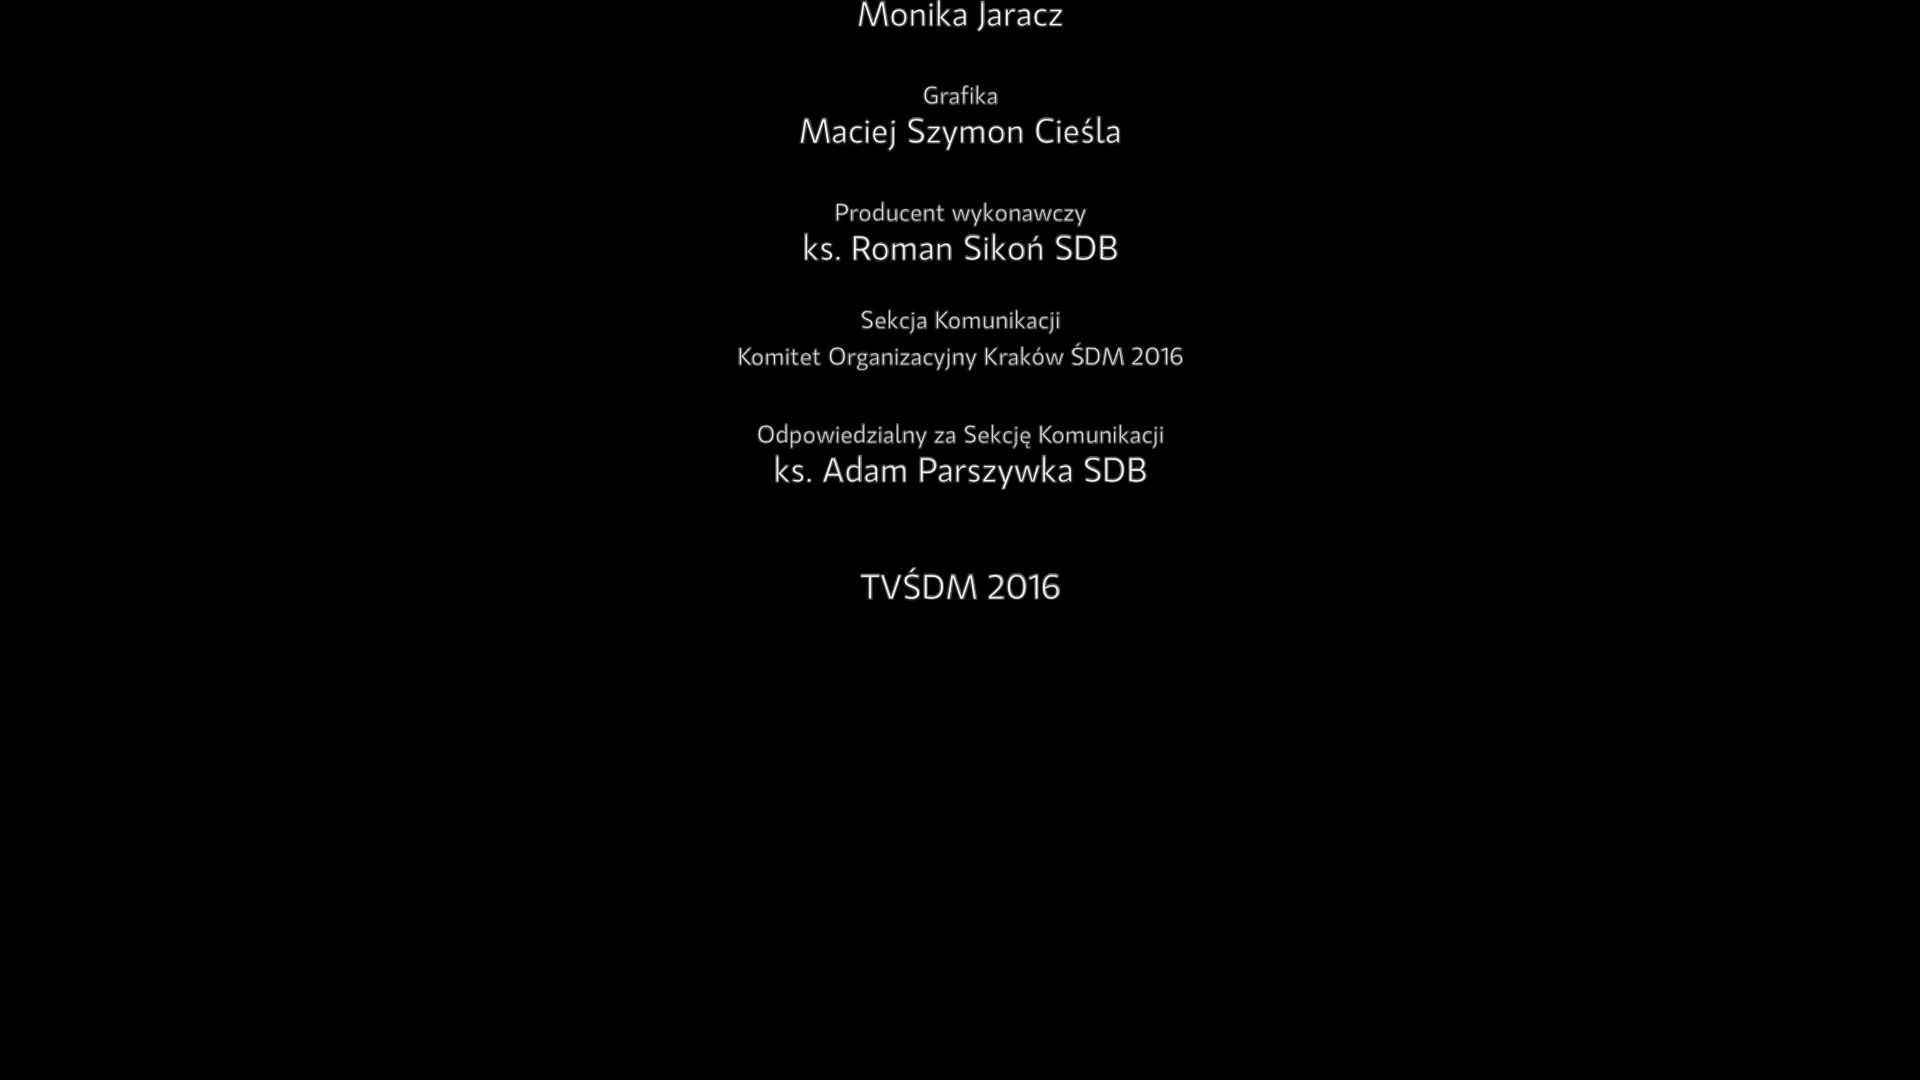 Monika Jaracz
Grafika
Maciej Szymon Cieśla
Producent wykonawczy
ks. Roman Sikoń SDB
Sekcja Komunikacji
Komitet Organizacyjny Kraków ŚDM 2016
Odpowiedzialny za Sekcję Komunikacji
ks. Adam Parszywka SDB
TVŚDM 2016